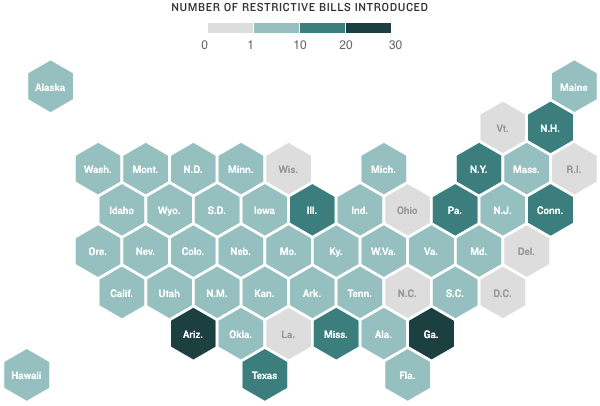 NUMBER OF RESTRICTIVE BILLS INTRODUCED
0 1 10 20 30
Alaska Maine
Vt. N.H.
Wash. Mont. N.D. Minn. Wis. Mich. N.Y. Mass. R.I.
Idaho Wyo. S.D. Iowa Ill. Ind. Ohio Pa. N.J. Conn.
Ore. Nev. Colo. Neb. Mo. Ky. W.Va. Va. Md. Del.
Calif. Utah N.M. Kan. Ark. Tenn. N.C. S.C. D.C.
Ariz. Okla. La. Miss. Ala. Ga.
Hawaii Texas Fla.